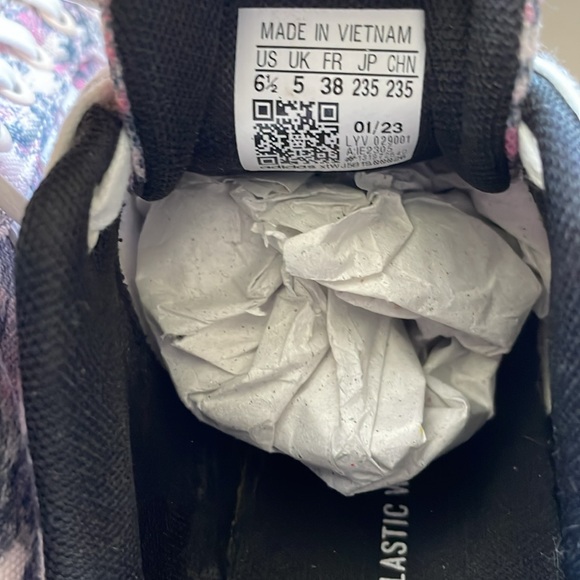 MADE IN VIETNAM
US UK FR JP CHN
6½ 5 38 235 235
01/23
LYV 029001
adidas
LASTIC